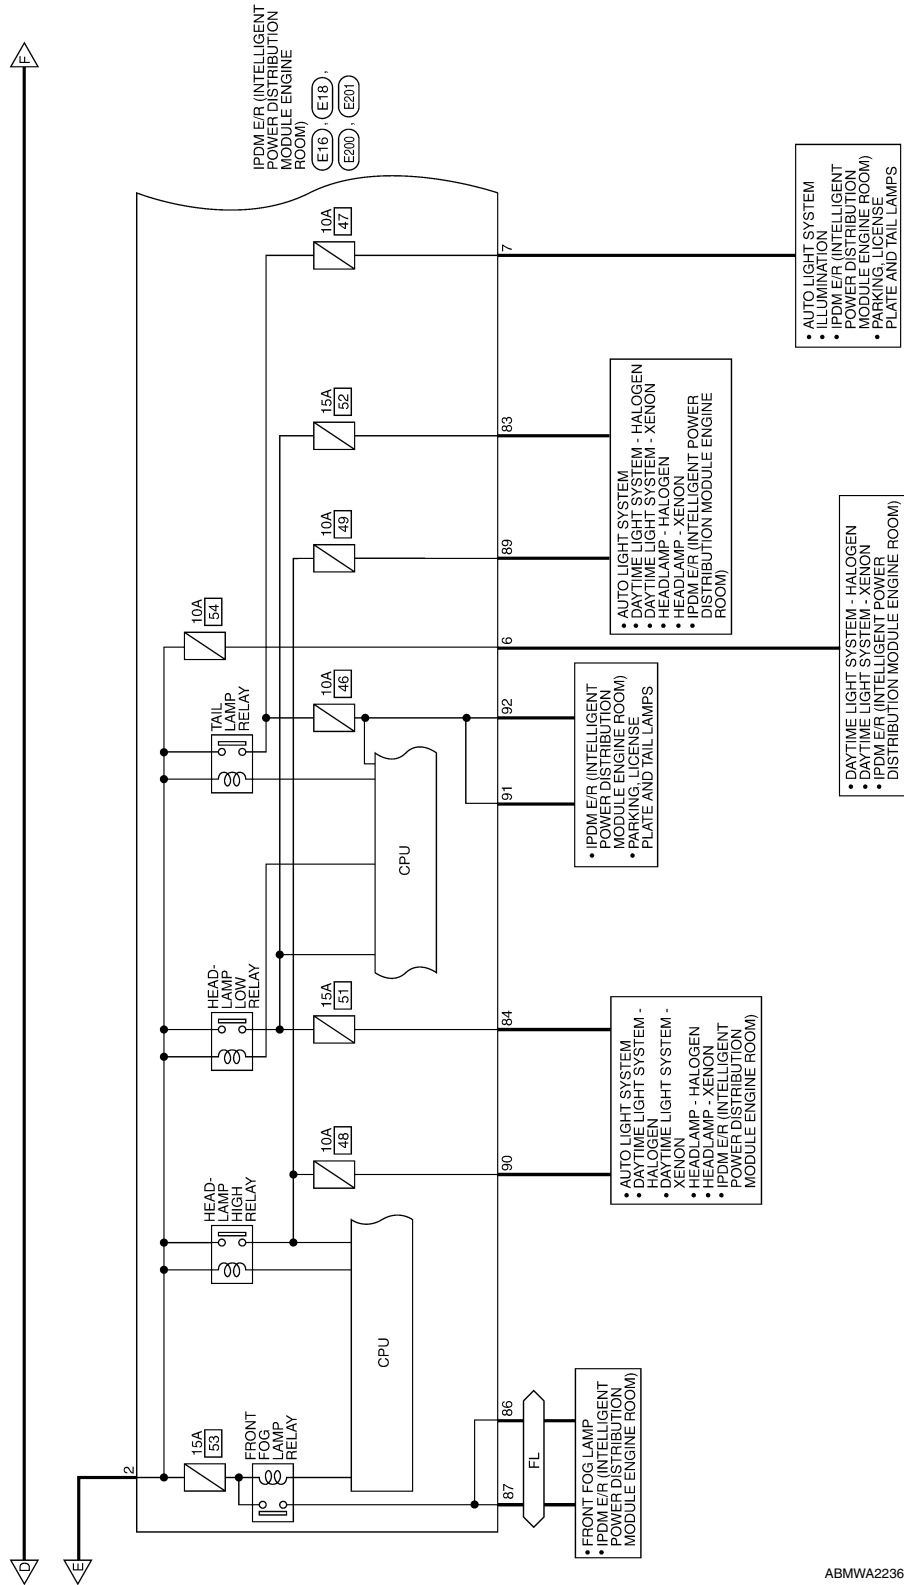 F
IPDM E/R (INTELLIGENT
POWER DISTRIBUTION
MODULE ENGINE
ROOM)
E16 , E18 ,
E200 , E201
D
E
2
15A
53
FRONT
FOG
LAMP
RELAY
HEAD-
LAMP
HIGH
RELAY
10A
48
HEAD-
LAMP
LOW
RELAY
15A
51
TAIL
LAMP
RELAY
10A
46
10A
54
10A
49
15A
52
10A
47
CPU
CPU
87
86
FL
90
84
91
92
6
89
83
7
• FRONT FOG LAMP
• IPDM E/R (INTELLIGENT
POWER DISTRIBUTION
MODULE ENGINE ROOM)
• AUTO LIGHT SYSTEM
• DAYTIME LIGHT SYSTEM -
HALOGEN
• DAYTIME LIGHT SYSTEM -
XENON
• HEADLAMP - HALOGEN
• HEADLAMP - XENON
• IPDM E/R (INTELLIGENT
POWER DISTRIBUTION
MODULE ENGINE ROOM)
• IPDM E/R (INTELLIGENT
POWER DISTRIBUTION
MODULE ENGINE ROOM)
• PARKING, LICENSE
PLATE AND TAIL LAMPS
• DAYTIME LIGHT SYSTEM - HALOGEN
• DAYTIME LIGHT SYSTEM - XENON
• IPDM E/R (INTELLIGENT POWER
DISTRIBUTION MODULE ENGINE ROOM)
• AUTO LIGHT SYSTEM
• DAYTIME LIGHT SYSTEM - HALOGEN
• DAYTIME LIGHT SYSTEM - XENON
• HEADLAMP - HALOGEN
• HEADLAMP - XENON
• IPDM E/R (INTELLIGENT POWER
DISTRIBUTION MODULE ENGINE
ROOM)
• AUTO LIGHT SYSTEM
• ILLUMINATION
• IPDM E/R (INTELLIGENT
POWER DISTRIBUTION
MODULE ENGINE ROOM)
• PARKING, LICENSE
PLATE AND TAIL LAMPS
ABMWA2236